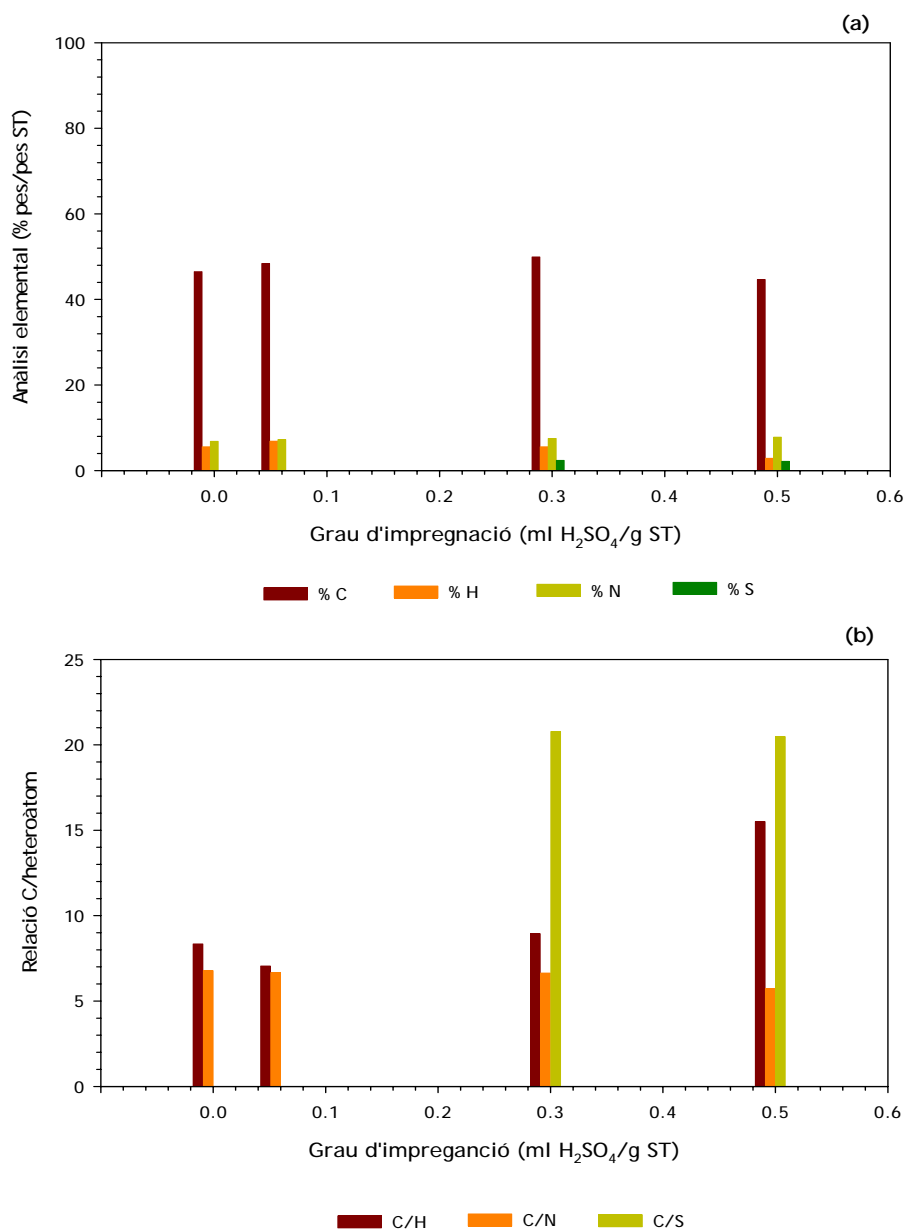 (a)
100
80
60
40
20
0
Anàlisi elemental (% pes/pes ST)
0.0 0.1 0.2 0.3 0.4 0.5 0.6
Grau d'impregnació (ml H₂SO₄/g ST)
% C % H % N % S
(b)
25
20
15
10
5
0
Relació C/heteroàtom
0.0 0.1 0.2 0.3 0.4 0.5 0.6
Grau d'impreganció (ml H₂SO₄/g ST)
C/H C/N C/S